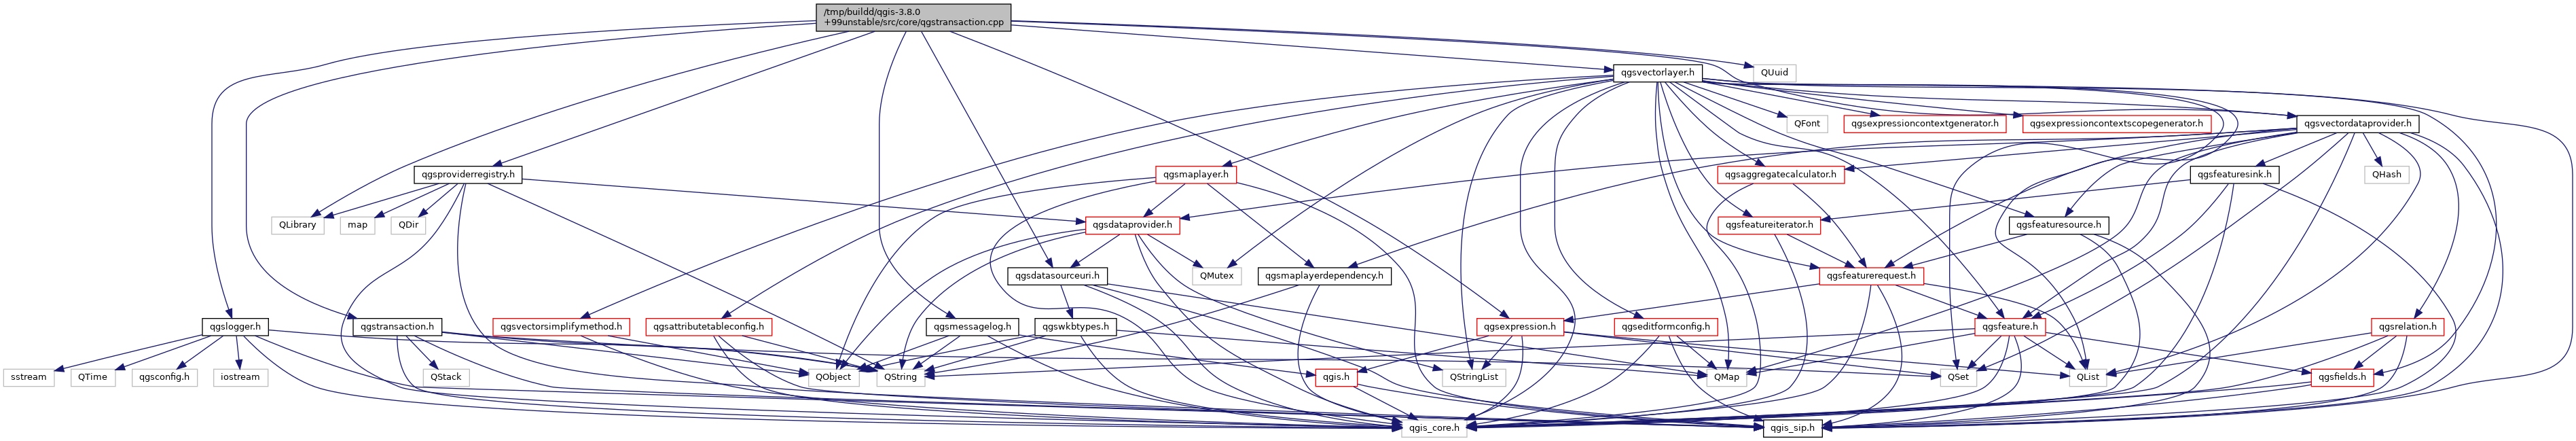 /tmp/buildd/qgis-3.8.0
+99unstable/src/core/qgstransaction.cpp
qgsvectorlayer.h
QUuid
QFont
qgsexpressioncontextgenerator.h
qgsexpressioncontextscopegenerator.h
qgsvectordataprovider.h
qgsproviderregistry.h
qgsmaplayer.h
qgsaggregatecalculator.h
qgsfeaturesink.h
QHash
QLibrary
map
QDir
qgsdataprovider.h
qgsfeatureiterator.h
qgsfeaturesource.h
qgsdatasourceuri.h
QMutex
qgsmaplayerdependency.h
qgsfeaturerequest.h
qgslogger.h
qgstransaction.h
qgsvectorsimplifymethod.h
qgsattributetableconfig.h
qgsmessagelog.h
qgswkbtypes.h
qgsexpression.h
qgseditformconfig.h
qgsfeature.h
qgsrelation.h
sstream
QTime
qgsconfig.h
iostream
QStack
QObject
QString
QStringList
qgis.h
QMap
QSet
QList
qgsfields.h
qgis_core.h
qgis_sip.h